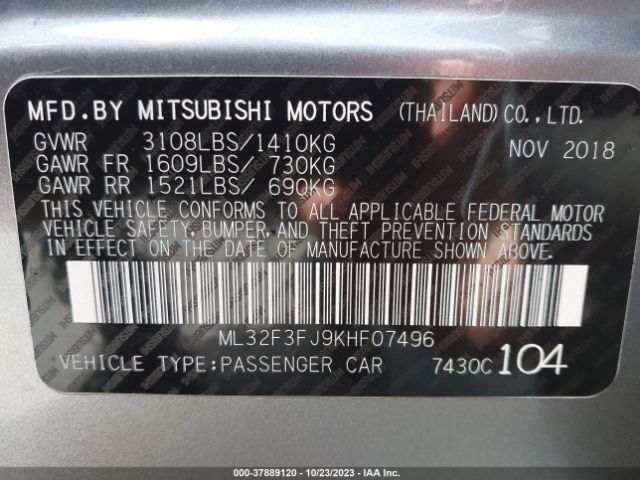 MFD.BY MITSUBISHI MOTORS (THAILAND)CO.,LTD.
GVWR 3108LBS/1410KG NOV 2018
GAWR FR 1609LBS/ 730KG
GAWR RR 1521LBS/ 690KG
THIS VEHICLE CONFORMS TO ALL APPLICABLE FEDERAL MOTOR
VEHICLE SAFETY, BUMPER, AND THEFT PREVENTION STANDARDS
IN EFFECT ON THE DATE OF MANUFACTURE SHOWN ABOVE.
ML32F3FJ9KHF07496
VEHICLE TYPE:PASSENGER CAR 7430C 104
000-37889120 - 10/23/2023 - IAA Inc.